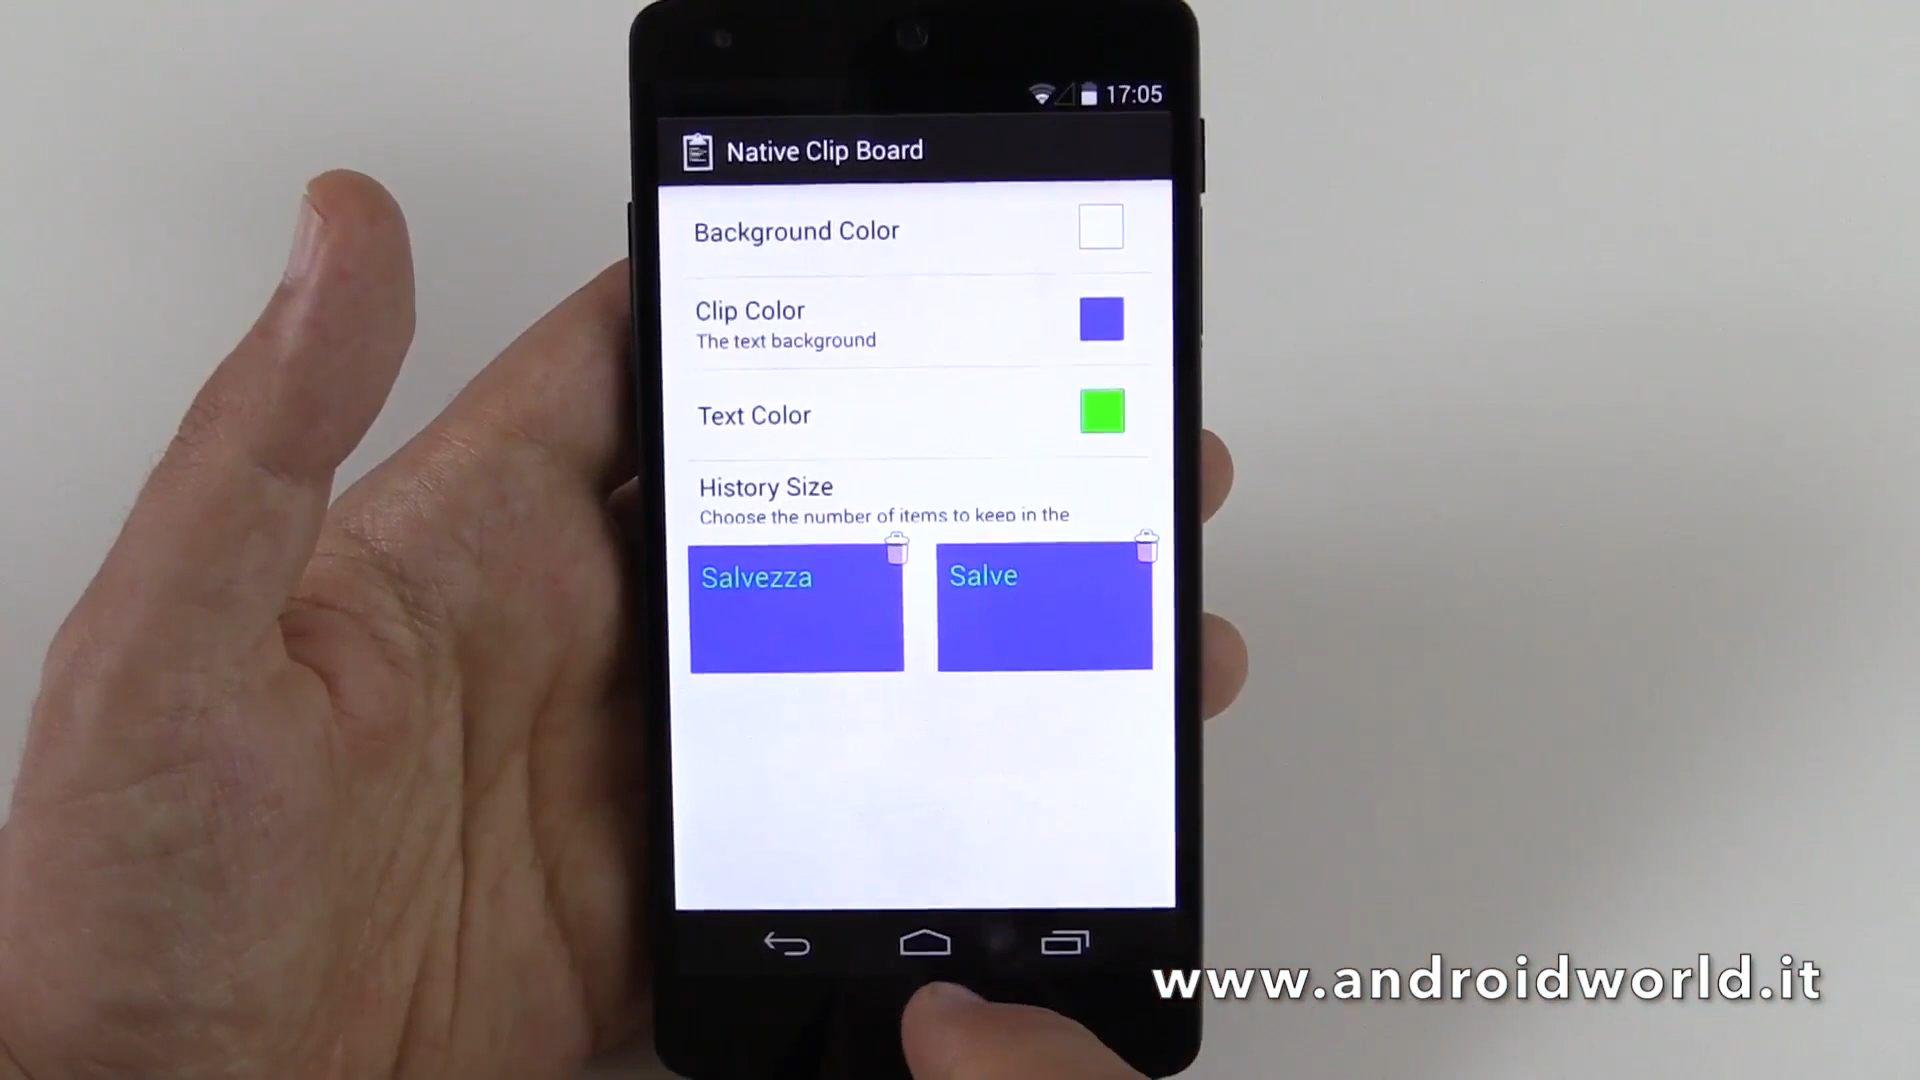 17:05
Native Clip Board
Background Color
Clip Color
The text background
Text Color
History Size
Choose the number of items to keep in the
Salvezza
Salve
www.androidworld.it